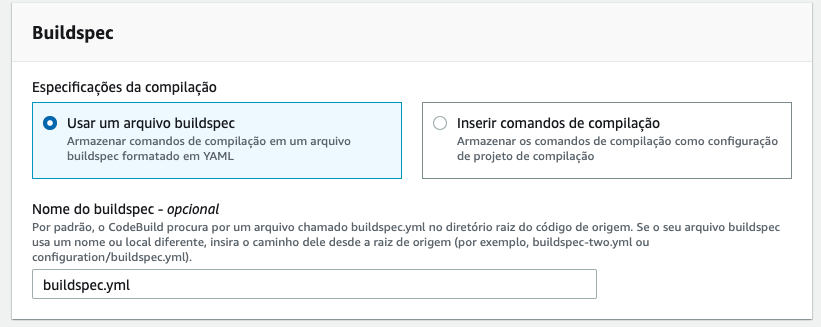 Buildspec
Especificações da compilação
Usar um arquivo buildspec
Armazenar comandos de compilação em um arquivo
buildspec formatado em YAML
Inserir comandos de compilação
Armazenar os comandos de compilação como configuração
de projeto de compilação
Nome do buildspec - opcional
Por padrão, o CodeBuild procura por um arquivo chamado buildspec.yml no diretório raiz do código de origem. Se o seu arquivo buildspec
usa um nome ou local diferente, insira o caminho dele desde a raiz de origem (por exemplo, buildspec-two.yml ou
configuration/buildspec.yml).
buildspec.yml